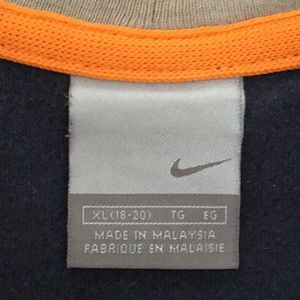 XL(18-20) TG EG
MADE IN MALAYSIA
FABRIQUE EN MALAISIE